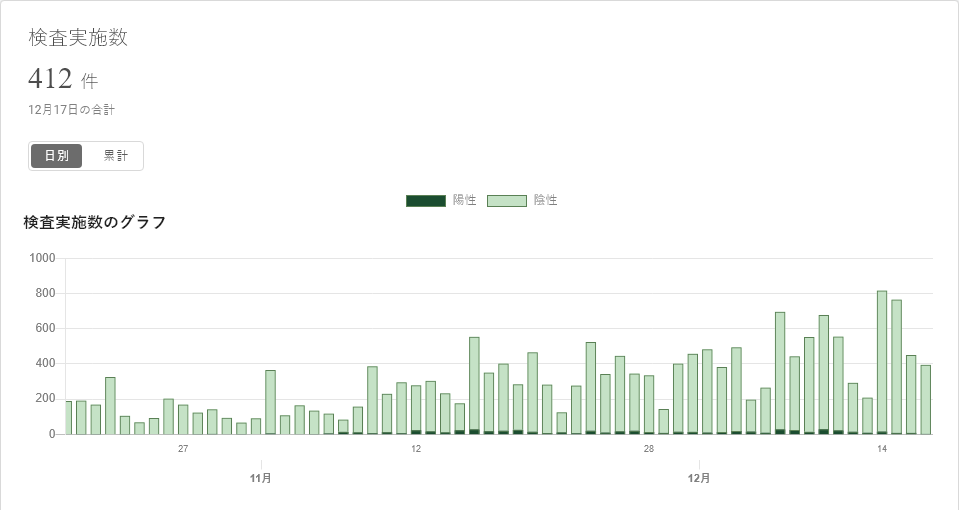 検査実施数
412 件
12月17日の合計
日別 累計
陽性 陰性
検査実施数のグラフ
1000
800
600
400
200
0
27 12 28 14
11月 12月